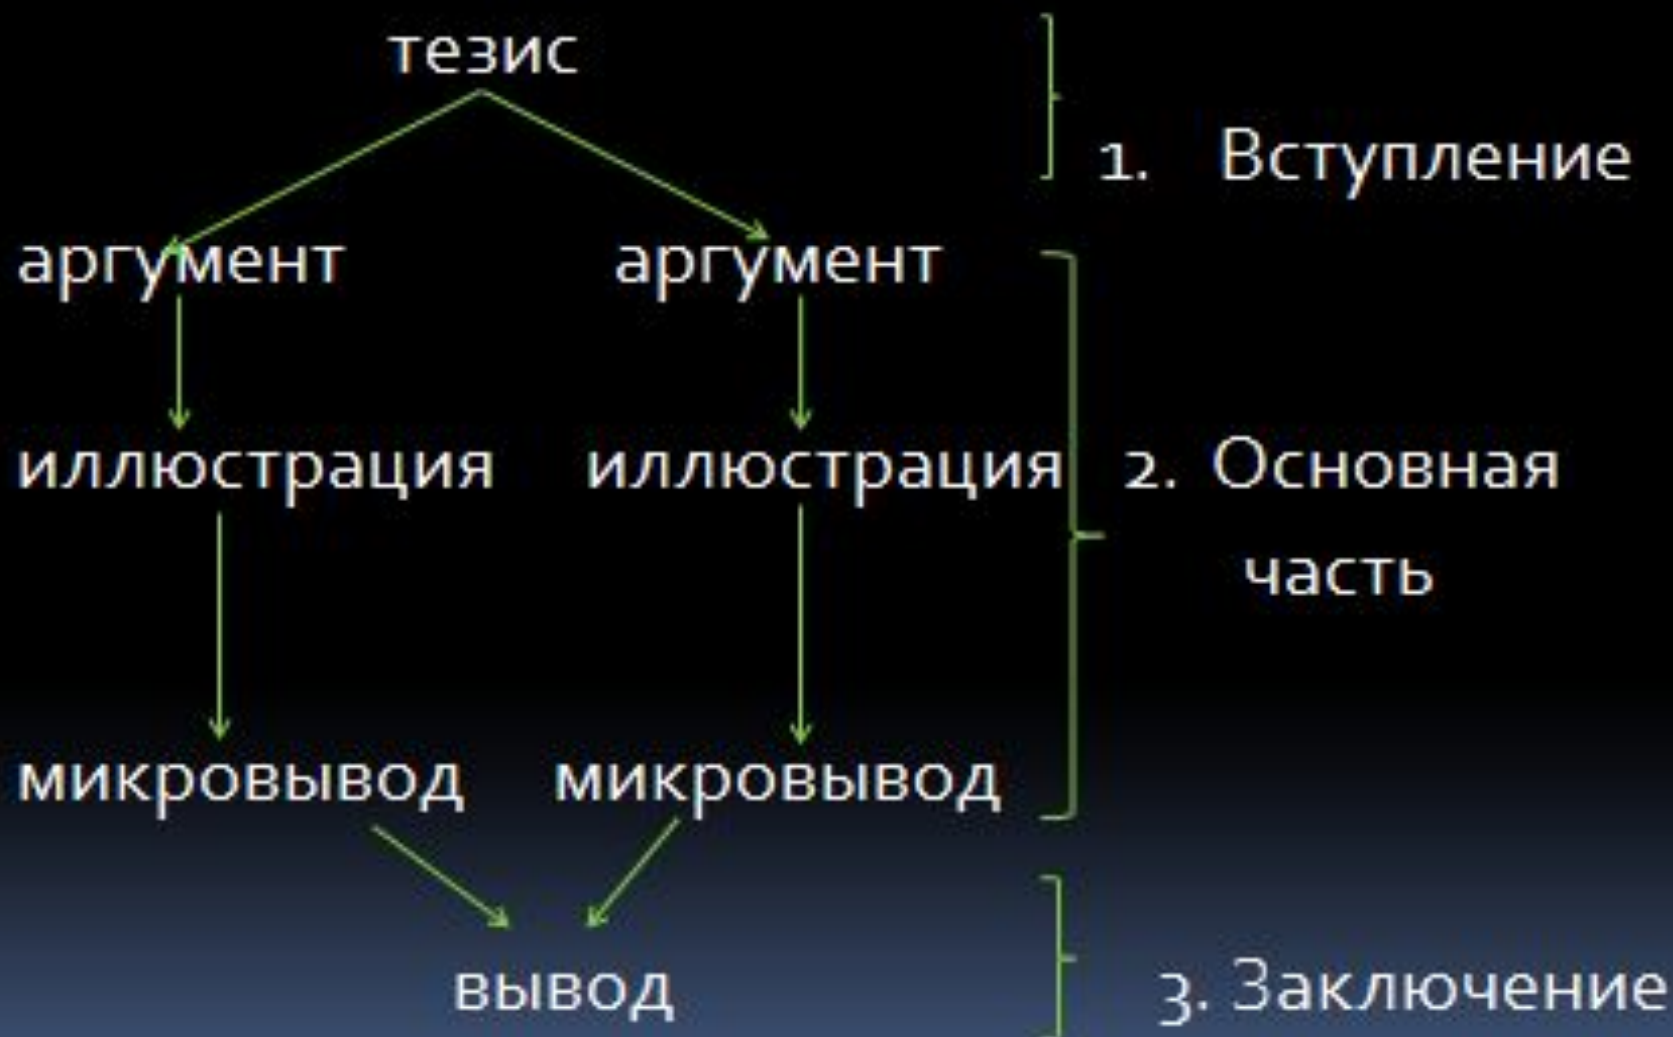 тезис
1. Вступление
аргумент аргумент
иллюстрация иллюстрация 2. Основная
часть
микровывод микровывод
вывод 3. Заключение